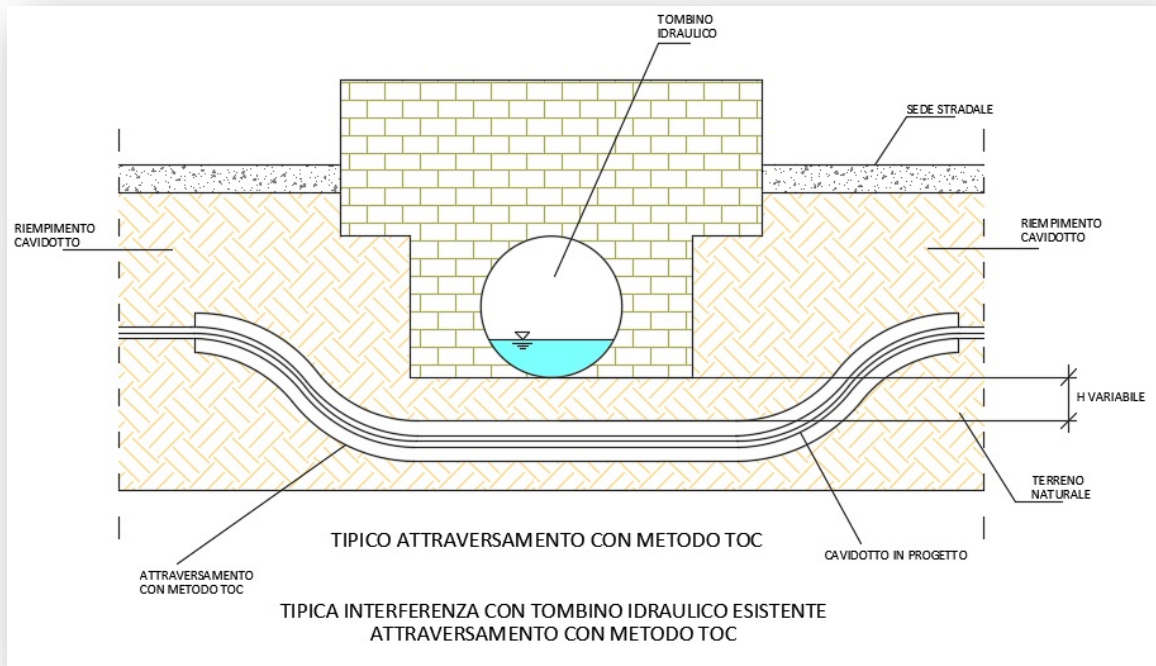 TOMBINO
IDRAULICO
SEDE STRADALE
RIEMPIMENTO
CAVIDOTTO
RIEMPIMENTO
CAVIDOTTO
H VARIABILE
TERRENO
NATURALE
TIPICO ATTRAVERSAMENTO CON METODO TOC
CAVIDOTTO IN PROGETTO
ATTRAVERSAMENTO
CON METODO TOC
TIPICA INTERFERENZA CON TOMBINO IDRAULICO ESISTENTE
ATTRAVERSAMENTO CON METODO TOC